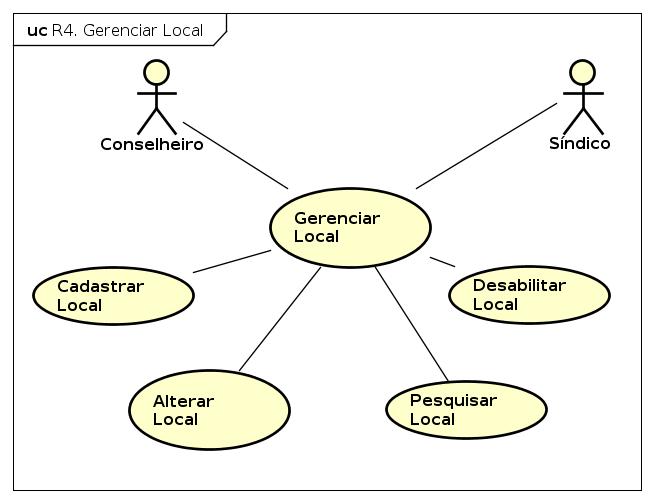 uc R4. Gerenciar Local
Conselheiro
Síndico
Gerenciar
Local
Cadastrar
Local
Desabilitar
Local
Alterar
Local
Pesquisar
Local